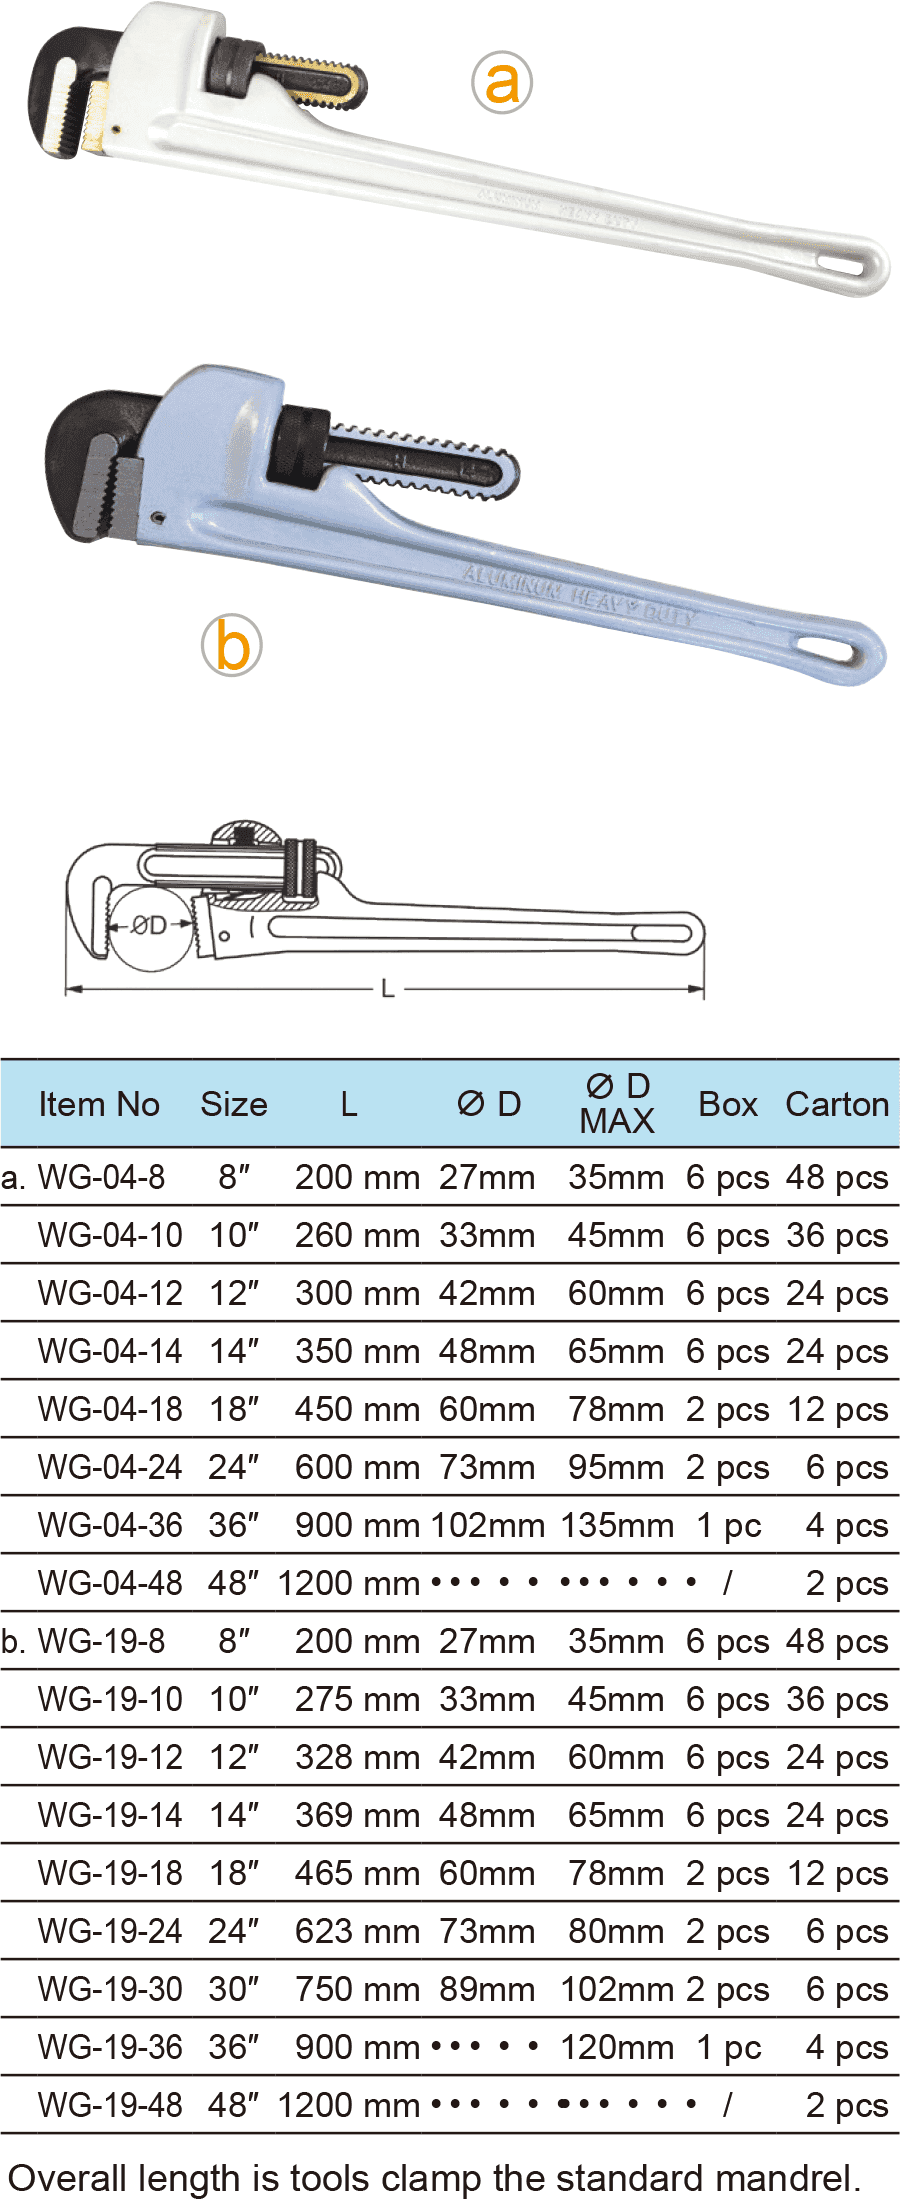 a
ALUMINUM HEAVY DUTY
ALUMINUM HEAVY DUTY
b
ØD
L
Item No Size L Ø D Ø D MAX Box Carton
a. WG-04-8 8″ 200 mm 27mm 35mm 6 pcs 48 pcs
WG-04-10 10″ 260 mm 33mm 45mm 6 pcs 36 pcs
WG-04-12 12″ 300 mm 42mm 60mm 6 pcs 24 pcs
WG-04-14 14″ 350 mm 48mm 65mm 6 pcs 24 pcs
WG-04-18 18″ 450 mm 60mm 78mm 2 pcs 12 pcs
WG-04-24 24″ 600 mm 73mm 95mm 2 pcs 6 pcs
WG-04-36 36″ 900 mm 102mm 135mm 1 pc 4 pcs
WG-04-48 48″ 1200 mm ••••• •••••• / 2 pcs
b. WG-19-8 8″ 200 mm 27mm 35mm 6 pcs 48 pcs
WG-19-10 10″ 275 mm 33mm 45mm 6 pcs 36 pcs
WG-19-12 12″ 328 mm 42mm 60mm 6 pcs 24 pcs
WG-19-14 14″ 369 mm 48mm 65mm 6 pcs 24 pcs
WG-19-18 18″ 465 mm 60mm 78mm 2 pcs 12 pcs
WG-19-24 24″ 623 mm 73mm 80mm 2 pcs 6 pcs
WG-19-30 30″ 750 mm 89mm 102mm 2 pcs 6 pcs
WG-19-36 36″ 900 mm ••••• 120mm 1 pc 4 pcs
WG-19-48 48″ 1200 mm ••••• •••••• / 2 pcs
Overall length is tools clamp the standard mandrel.